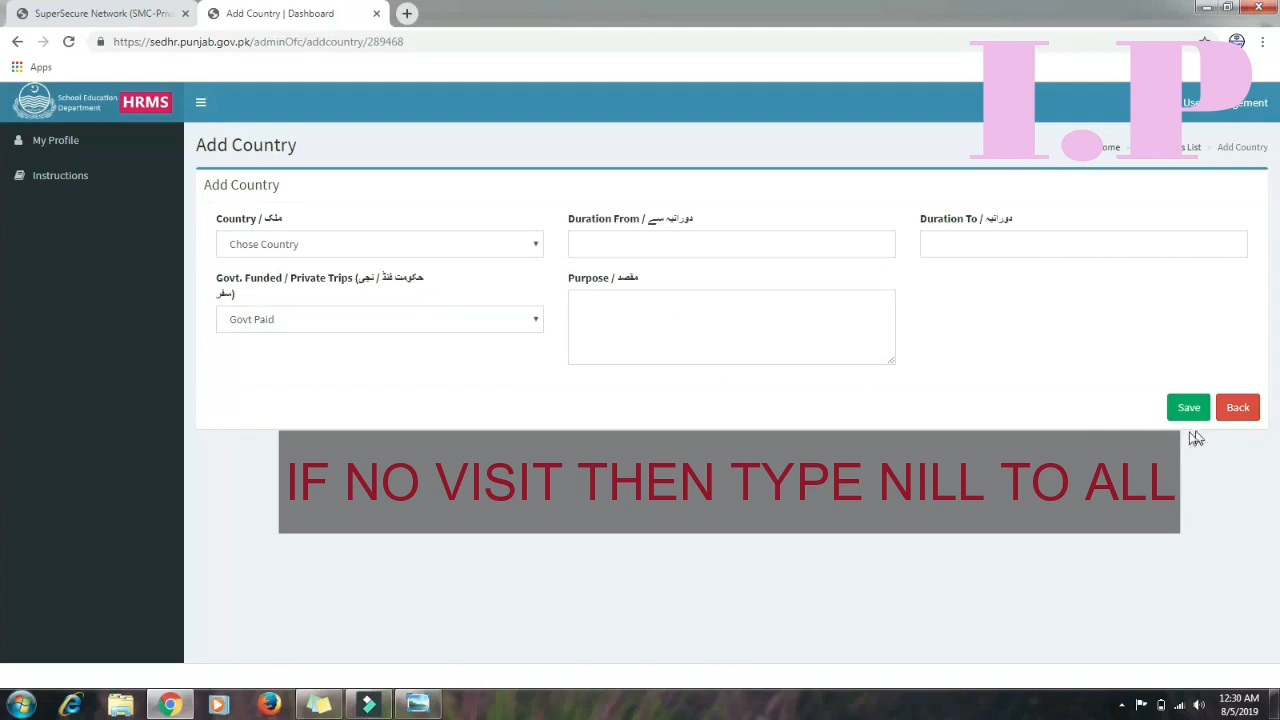 SuperSecure Network (SMC-Priv
Add Country | Dashboard
https://sedhr.punjab.gov.pk/adminOfc/addcountry/289468
Apps
School Education
Department
HRMS
My Profile
Instructions
I.P
Add Country
List
Add Country
Add Country
Country / ملک
Duration From / دورانیہ سے
Duration To / دورانیہ
Chose Country
Govt. Funded / Private Trips (حکومت فنڈ / نجی
سفر)
Purpose / مقصد
Govt Paid
Save
Back
IF NO VISIT THEN TYPE NILL TO ALL
12:30 AM
8/5/2019